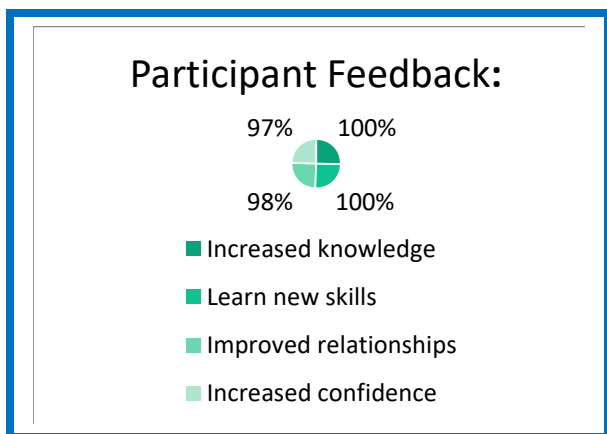 Participant Feedback:
97% 100%
98% 100%
Increased knowledge
Learn new skills
Improved relationships
Increased confidence